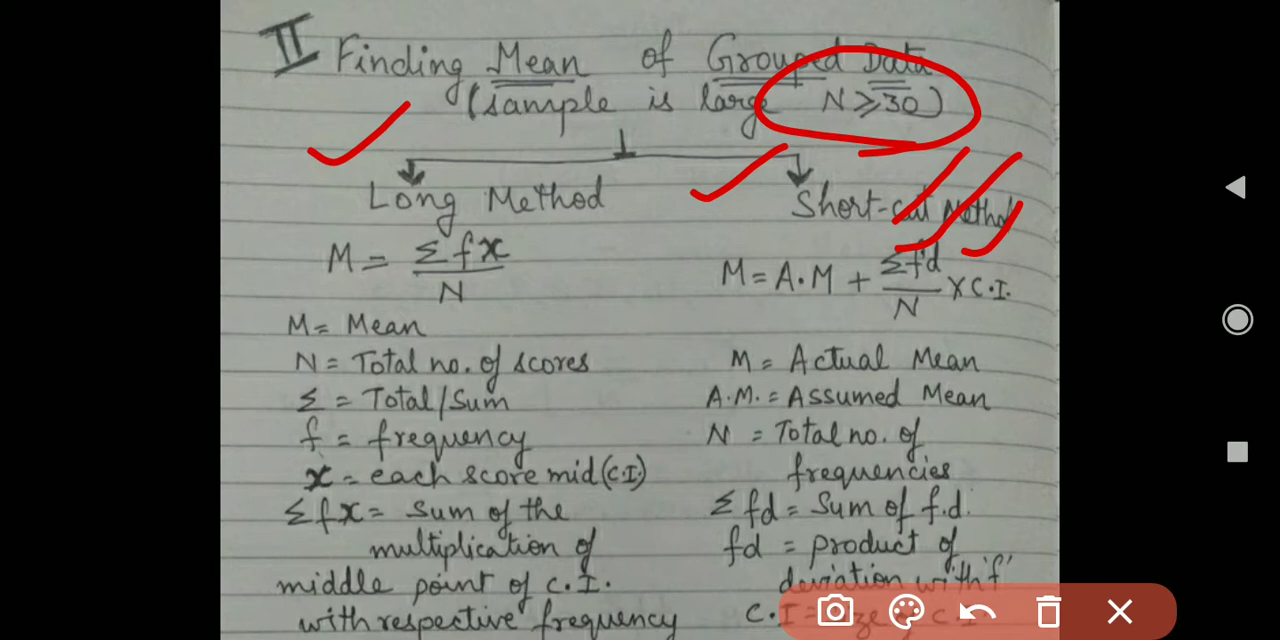 II Finding Mean of Grouped Data
(sample is large N ≥ 30)
Long Method
M = Σfx / N
M = Mean
N = Total no. of scores
Σ = Total/Sum
f = frequency
x = each score mid (C.I.)
Σfx = Sum of the
multiplication of
middle point of C.I.
with respective frequency
Short-cut Method
M = A.M + Σfd / N × C.I.
M = Actual Mean
A.M. = Assumed Mean
N = Total no. of
frequencies
Σfd = Sum of f.d.
fd = product of
deviation with 'f'
C.I = size of C.I